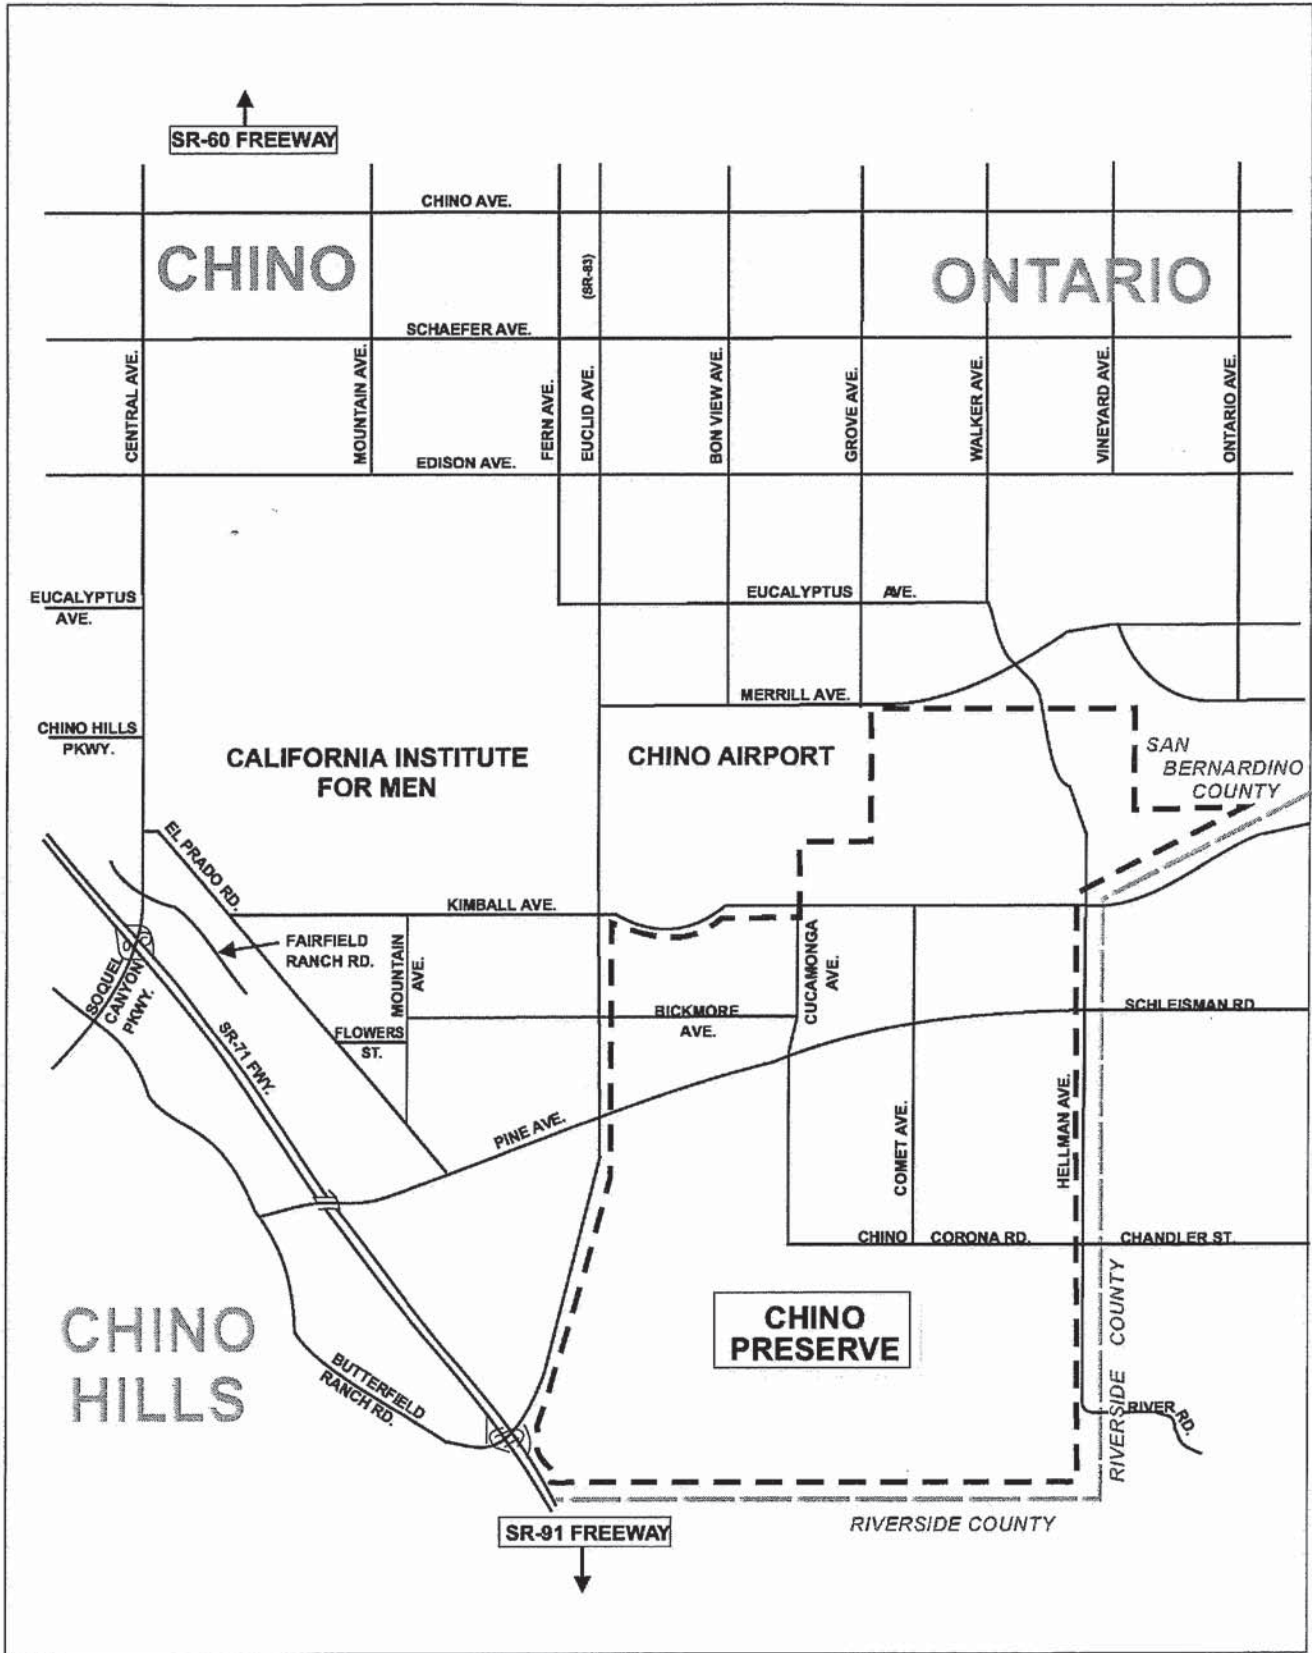 SR-60 FREEWAY
CHINO AVE.
CHINO
(SR-83)
ONTARIO
SCHAEFER AVE.
CENTRAL AVE.
MOUNTAIN AVE.
FERN AVE.
EUCLID AVE.
BON VIEW AVE.
GROVE AVE.
WALKER AVE.
VINEYARD AVE.
ONTARIO AVE.
EDISON AVE.
EUCALYPTUS
AVE.
EUCALYPTUS AVE.
MERRILL AVE.
CHINO HILLS
PKWY.
CALIFORNIA INSTITUTE
FOR MEN
CHINO AIRPORT
SAN
BERNARDINO
COUNTY
EL PRADO RD.
KIMBALL AVE.
FAIRFIELD
RANCH RD.
MOUNTAIN
AVE.
CUCAMONGA
AVE.
SOQUEL
CANYON
PKWY.
SR-71 FWY.
FLOWERS
ST.
BICKMORE
AVE.
SCHLEISMAN RD
PINE AVE.
COMET AVE.
HELLMAN AVE.
CHINO CORONA RD.
CHANDLER ST.
CHINO
HILLS
CHINO
PRESERVE
BUTTERFIELD
RANCH RD.
RIVERSIDE COUNTY
RIVER RD.
RIVERSIDE COUNTY
SR-91 FREEWAY